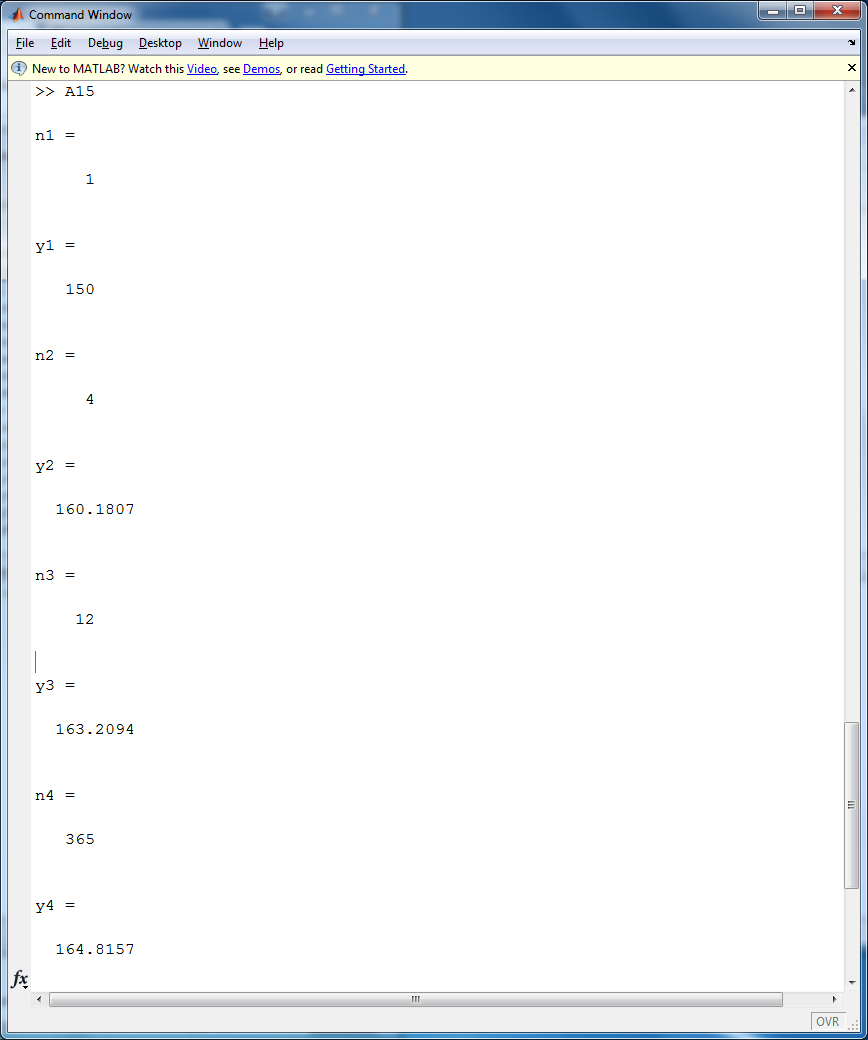 Command Window
File Edit Debug Desktop Window Help
New to MATLAB? Watch this Video, see Demos, or read Getting Started.
>> A15
n1 =
1
y1 =
150
n2 =
4
y2 =
160.1807
n3 =
12
y3 =
163.2094
n4 =
365
y4 =
164.8157
fx
OVR